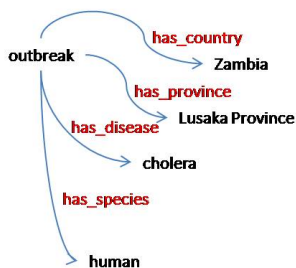 has_country
outbreak
Zambia
has_province
Lusaka Province
has_disease
cholera
has_species
human